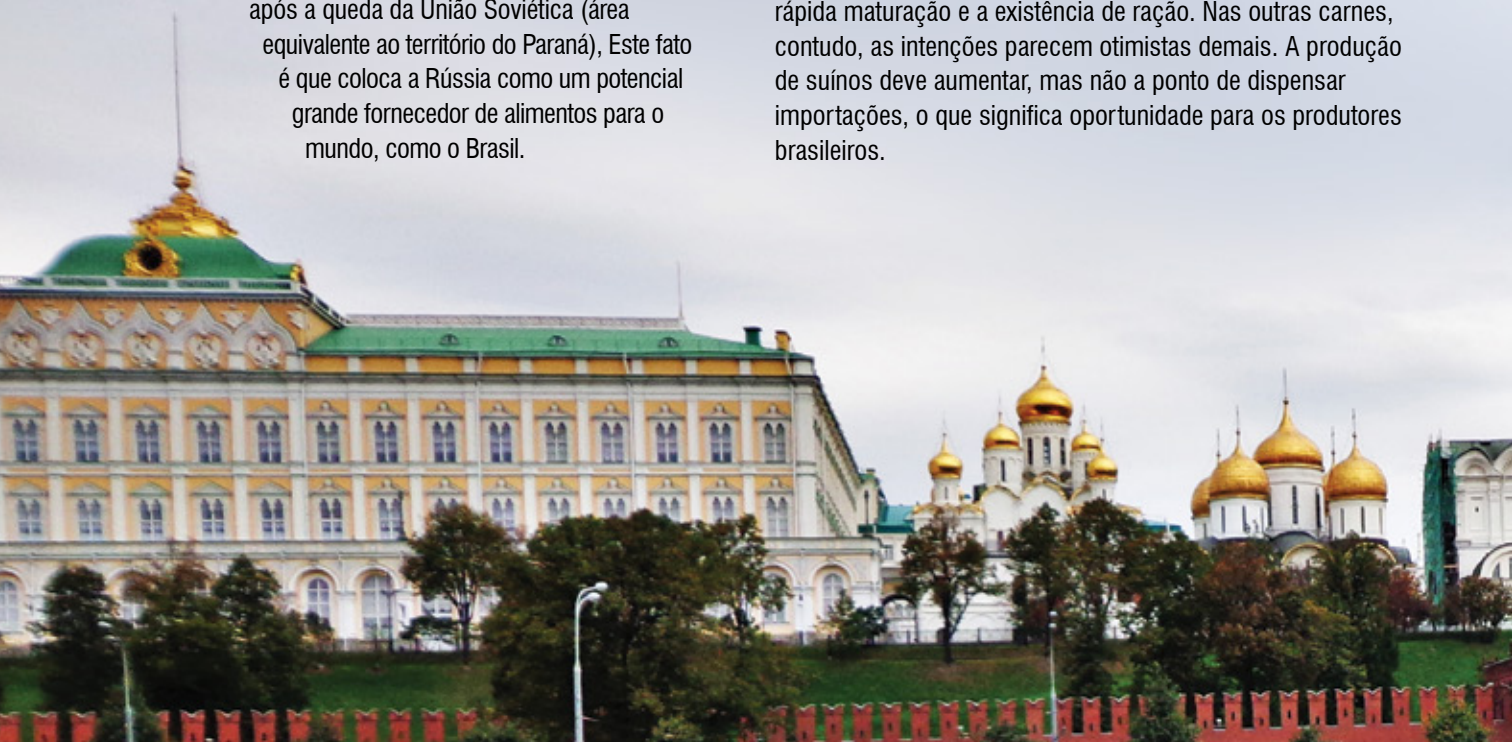 após a queda da União Soviética (área
equivalente ao território do Paraná), Este fato
é que coloca a Rússia como um potencial
grande fornecedor de alimentos para o
mundo, como o Brasil.
rápida maturação e a existência de ração. Nas outras carnes,
contudo, as intenções parecem otimistas demais. A produção
de suínos deve aumentar, mas não a ponto de dispensar
importações, o que significa oportunidade para os produtores
brasileiros.